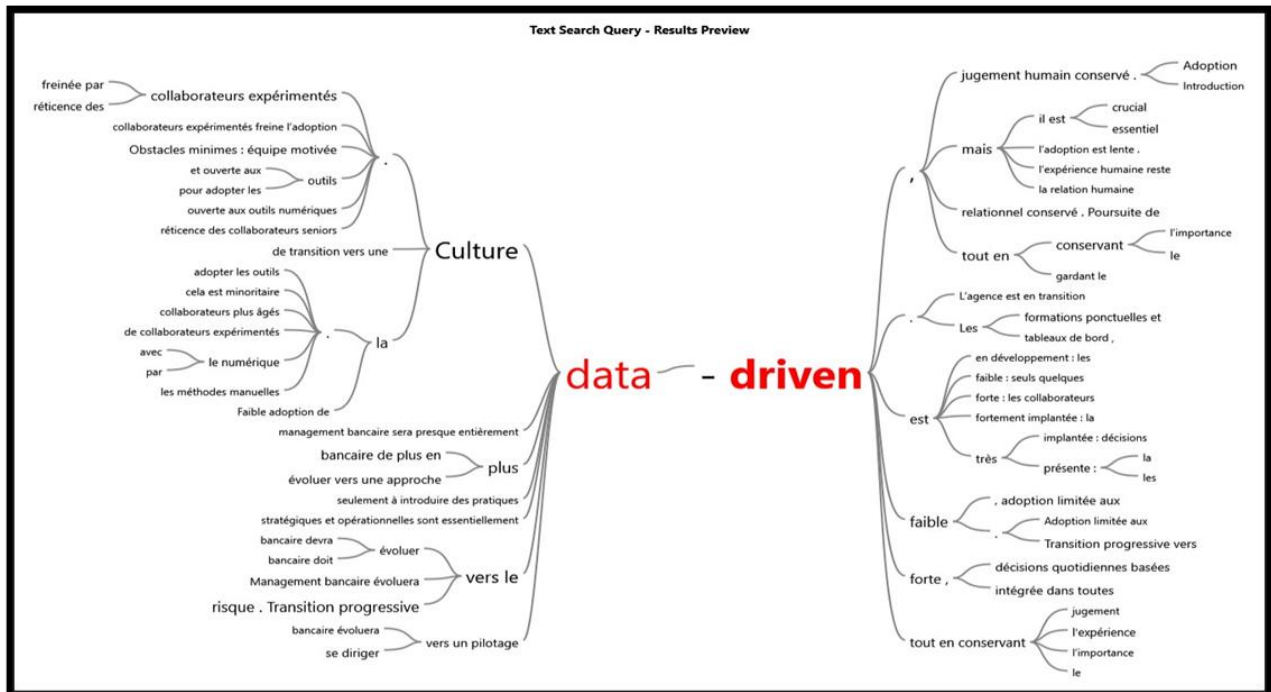 Text Search Query - Results Preview
freinée par
réticence des
collaborateurs expérimentés
collaborateurs expérimentés freine l'adoption
Obstacles minimes : équipe motivée
et ouverte aux
pour adopter les
outils
ouverte aux outils numériques
réticence des collaborateurs seniors
.
de transition vers une
Culture
adopter les outils
cela est minoritaire
collaborateurs plus âgés
de collaborateurs expérimentés
avec
par
le numérique
les méthodes manuelles
.
la
Faible adoption de
management bancaire sera presque entièrement
bancaire de plus en
évoluer vers une approche
plus
seulement à introduire des pratiques
stratégiques et opérationnelles sont essentiellement
bancaire devra
bancaire doit
évoluer
Management bancaire évoluera
vers le
risque . Transition progressive
bancaire évoluera
se diriger
vers un pilotage
data - driven
,
jugement humain conservé .
Adoption
Introduction
mais
il est
crucial
essentiel
l'adoption est lente .
l'expérience humaine reste
la relation humaine
relationnel conservé . Poursuite de
tout en
conservant
l'importance
le
gardant le
.
L'agence est en transition
Les
formations ponctuelles et
tableaux de bord ,
est
en développement : les
faible : seuls quelques
forte : les collaborateurs
fortement implantée : la
très
implantée : décisions
présente :
la
les
faible
, adoption limitée aux
.
Adoption limitée aux
Transition progressive vers
forte ,
décisions quotidiennes basées
intégrée dans toutes
tout en conservant
jugement
l'expérience
l'importance
le